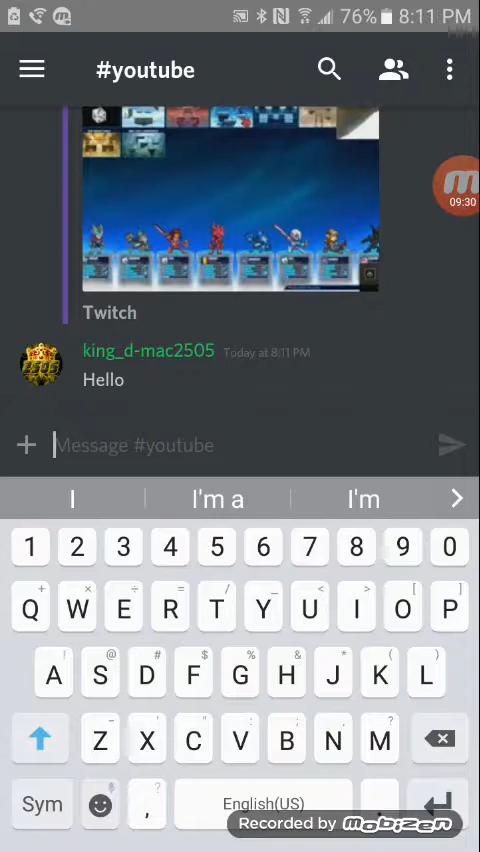 76% 8:11 PM
#youtube
09:30
Twitch
king_d-mac2505 Today at 8:11 PM
2505
Hello
Message #youtube
I I'm a I'm
1 2 3 4 5 6 7 8 9 0
+ × ÷ = / _ < > [ ]
Q W E R T Y U I O P
! @ # $ % ^ & * ( )
A S D F G H J K L
- ' " : ; , ?
Z X C V B N M
Sym , English(US) .
Recorded by mobizen